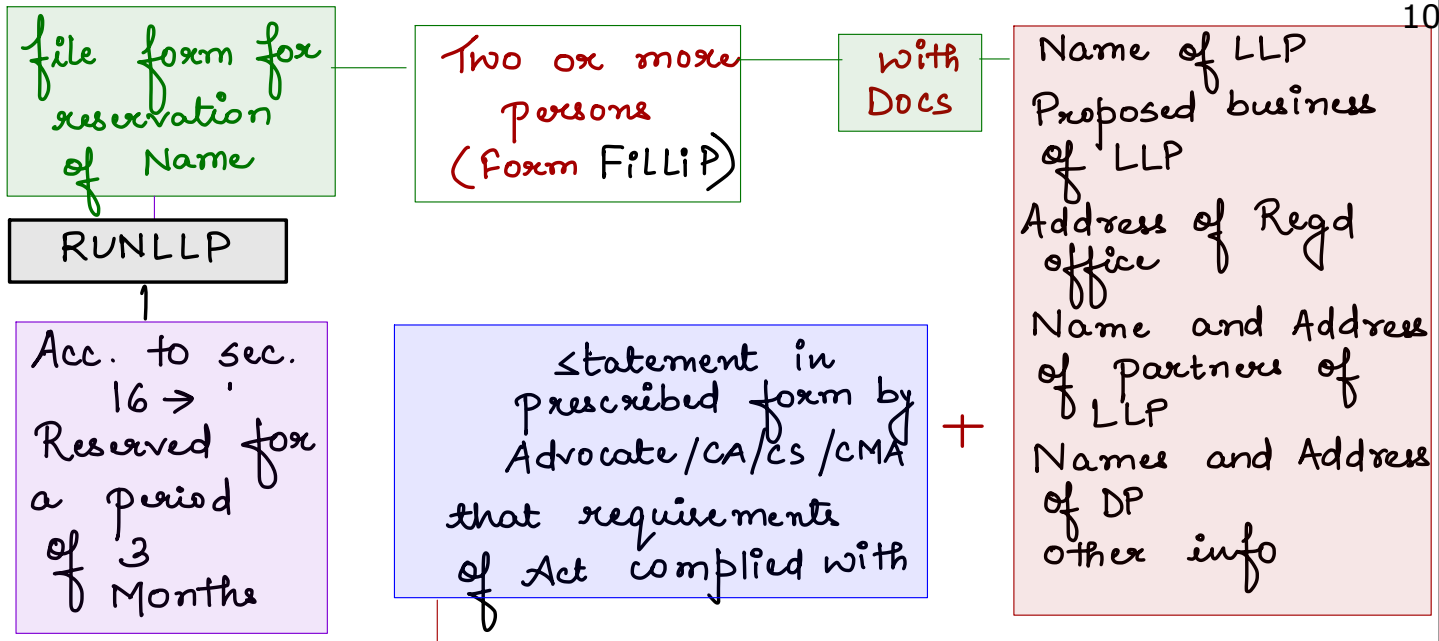 10
file form for
reservation
of Name
RUNLLP
Acc. to sec.
16 →
Reserved for
a period
of 3
Months
Two or more
persons
(Form FiLLiP)
with
Docs
statement in
prescribed form by
Advocate/CA/CS/CMA
that requirements
of Act complied with
+
Name of LLP
Proposed business
of LLP
Address of Regd
office
Name and Address
of partners of
LLP
Names and Address
of DP
other info